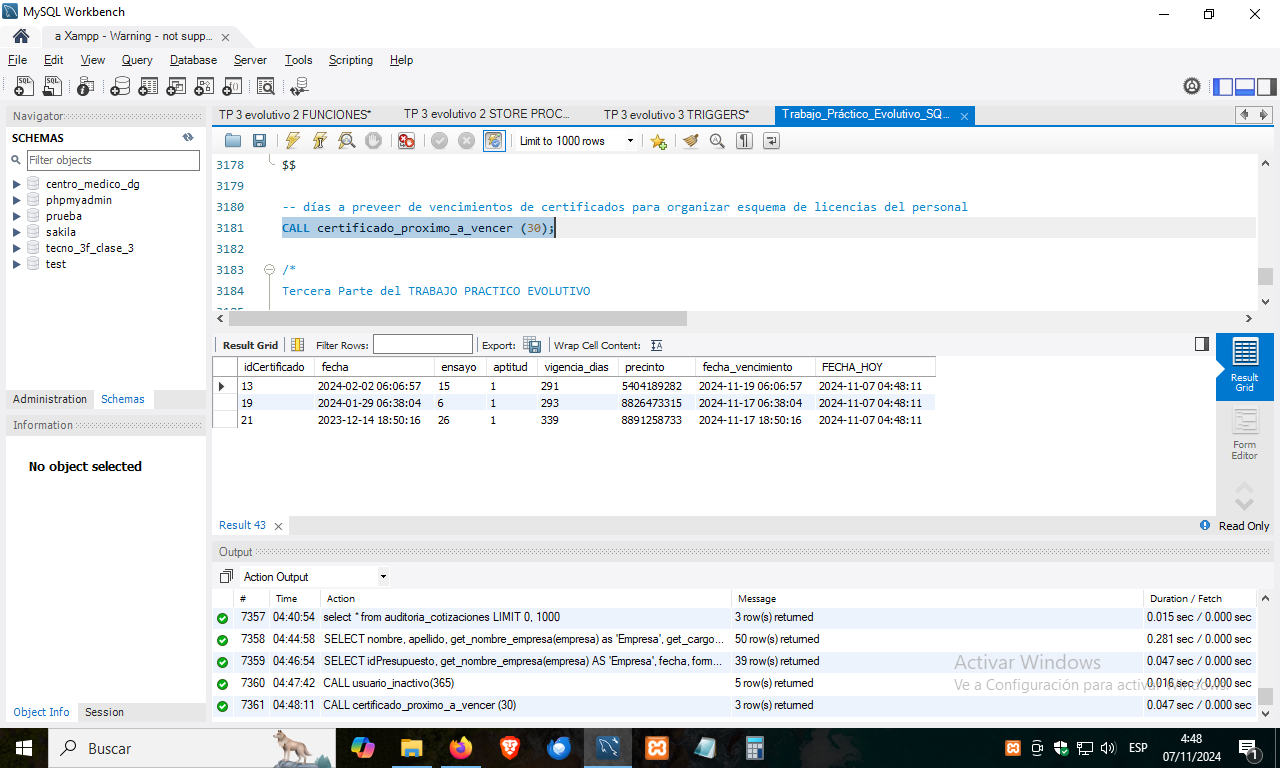 MySQL Workbench
a Xampp - Warning - not supp...
File Edit View Query Database Server Tools Scripting Help
Navigator
SCHEMAS
Filter objects
centro_medico_dg
phpmyadmin
prueba
sakila
tecno_3f_clase_3
test
Administration Schemas
Information
No object selected
Object Info Session
TP 3 evolutivo 2 FUNCIONES* TP 3 evolutivo 2 STORE PROC... TP 3 evolutivo 3 TRIGGERS* Trabajo_Práctico_Evolutivo_SQ...
Limit to 1000 rows
3178 $$
3179
3180 -- días a preveer de vencimientos de certificados para organizar esquema de licencias del personal
3181 CALL certificado_proximo_a_vencer (30);
3182
3183 /*
3184 Tercera Parte del TRABAJO PRACTICO EVOLUTIVO
Result Grid Filter Rows: Export: Wrap Cell Content:
idCertificado fecha ensayo aptitud vigencia_dias precinto fecha_vencimiento FECHA_HOY
13 2024-02-02 06:06:57 15 1 291 5404189282 2024-11-19 06:06:57 2024-11-07 04:48:11
19 2024-01-29 06:38:04 6 1 293 8826473315 2024-11-17 06:38:04 2024-11-07 04:48:11
21 2023-12-14 18:50:16 26 1 339 8891258733 2024-11-17 18:50:16 2024-11-07 04:48:11
Result Grid
Form Editor
Result 43 Read Only
Output
Action Output
# Time Action Message Duration / Fetch
7357 04:40:54 select * from auditoria_cotizaciones LIMIT 0, 1000 3 row(s) returned 0.015 sec / 0.000 sec
7358 04:44:58 SELECT nombre, apellido, get_nombre_empresa(empresa) as 'Empresa', get_cargo... 50 row(s) returned 0.281 sec / 0.000 sec
7359 04:46:54 SELECT idPresupuesto, get_nombre_empresa(empresa) AS 'Empresa', fecha, form... 39 row(s) returned 0.047 sec / 0.000 sec
7360 04:47:42 CALL usuario_inactivo(365) 5 row(s) returned 0.016 sec / 0.000 sec
7361 04:48:11 CALL certificado_proximo_a_vencer (30) 3 row(s) returned 0.047 sec / 0.000 sec
Activar Windows
Ve a Configuración para activar Windows.
Buscar
ESP
4:48
07/11/2024
1